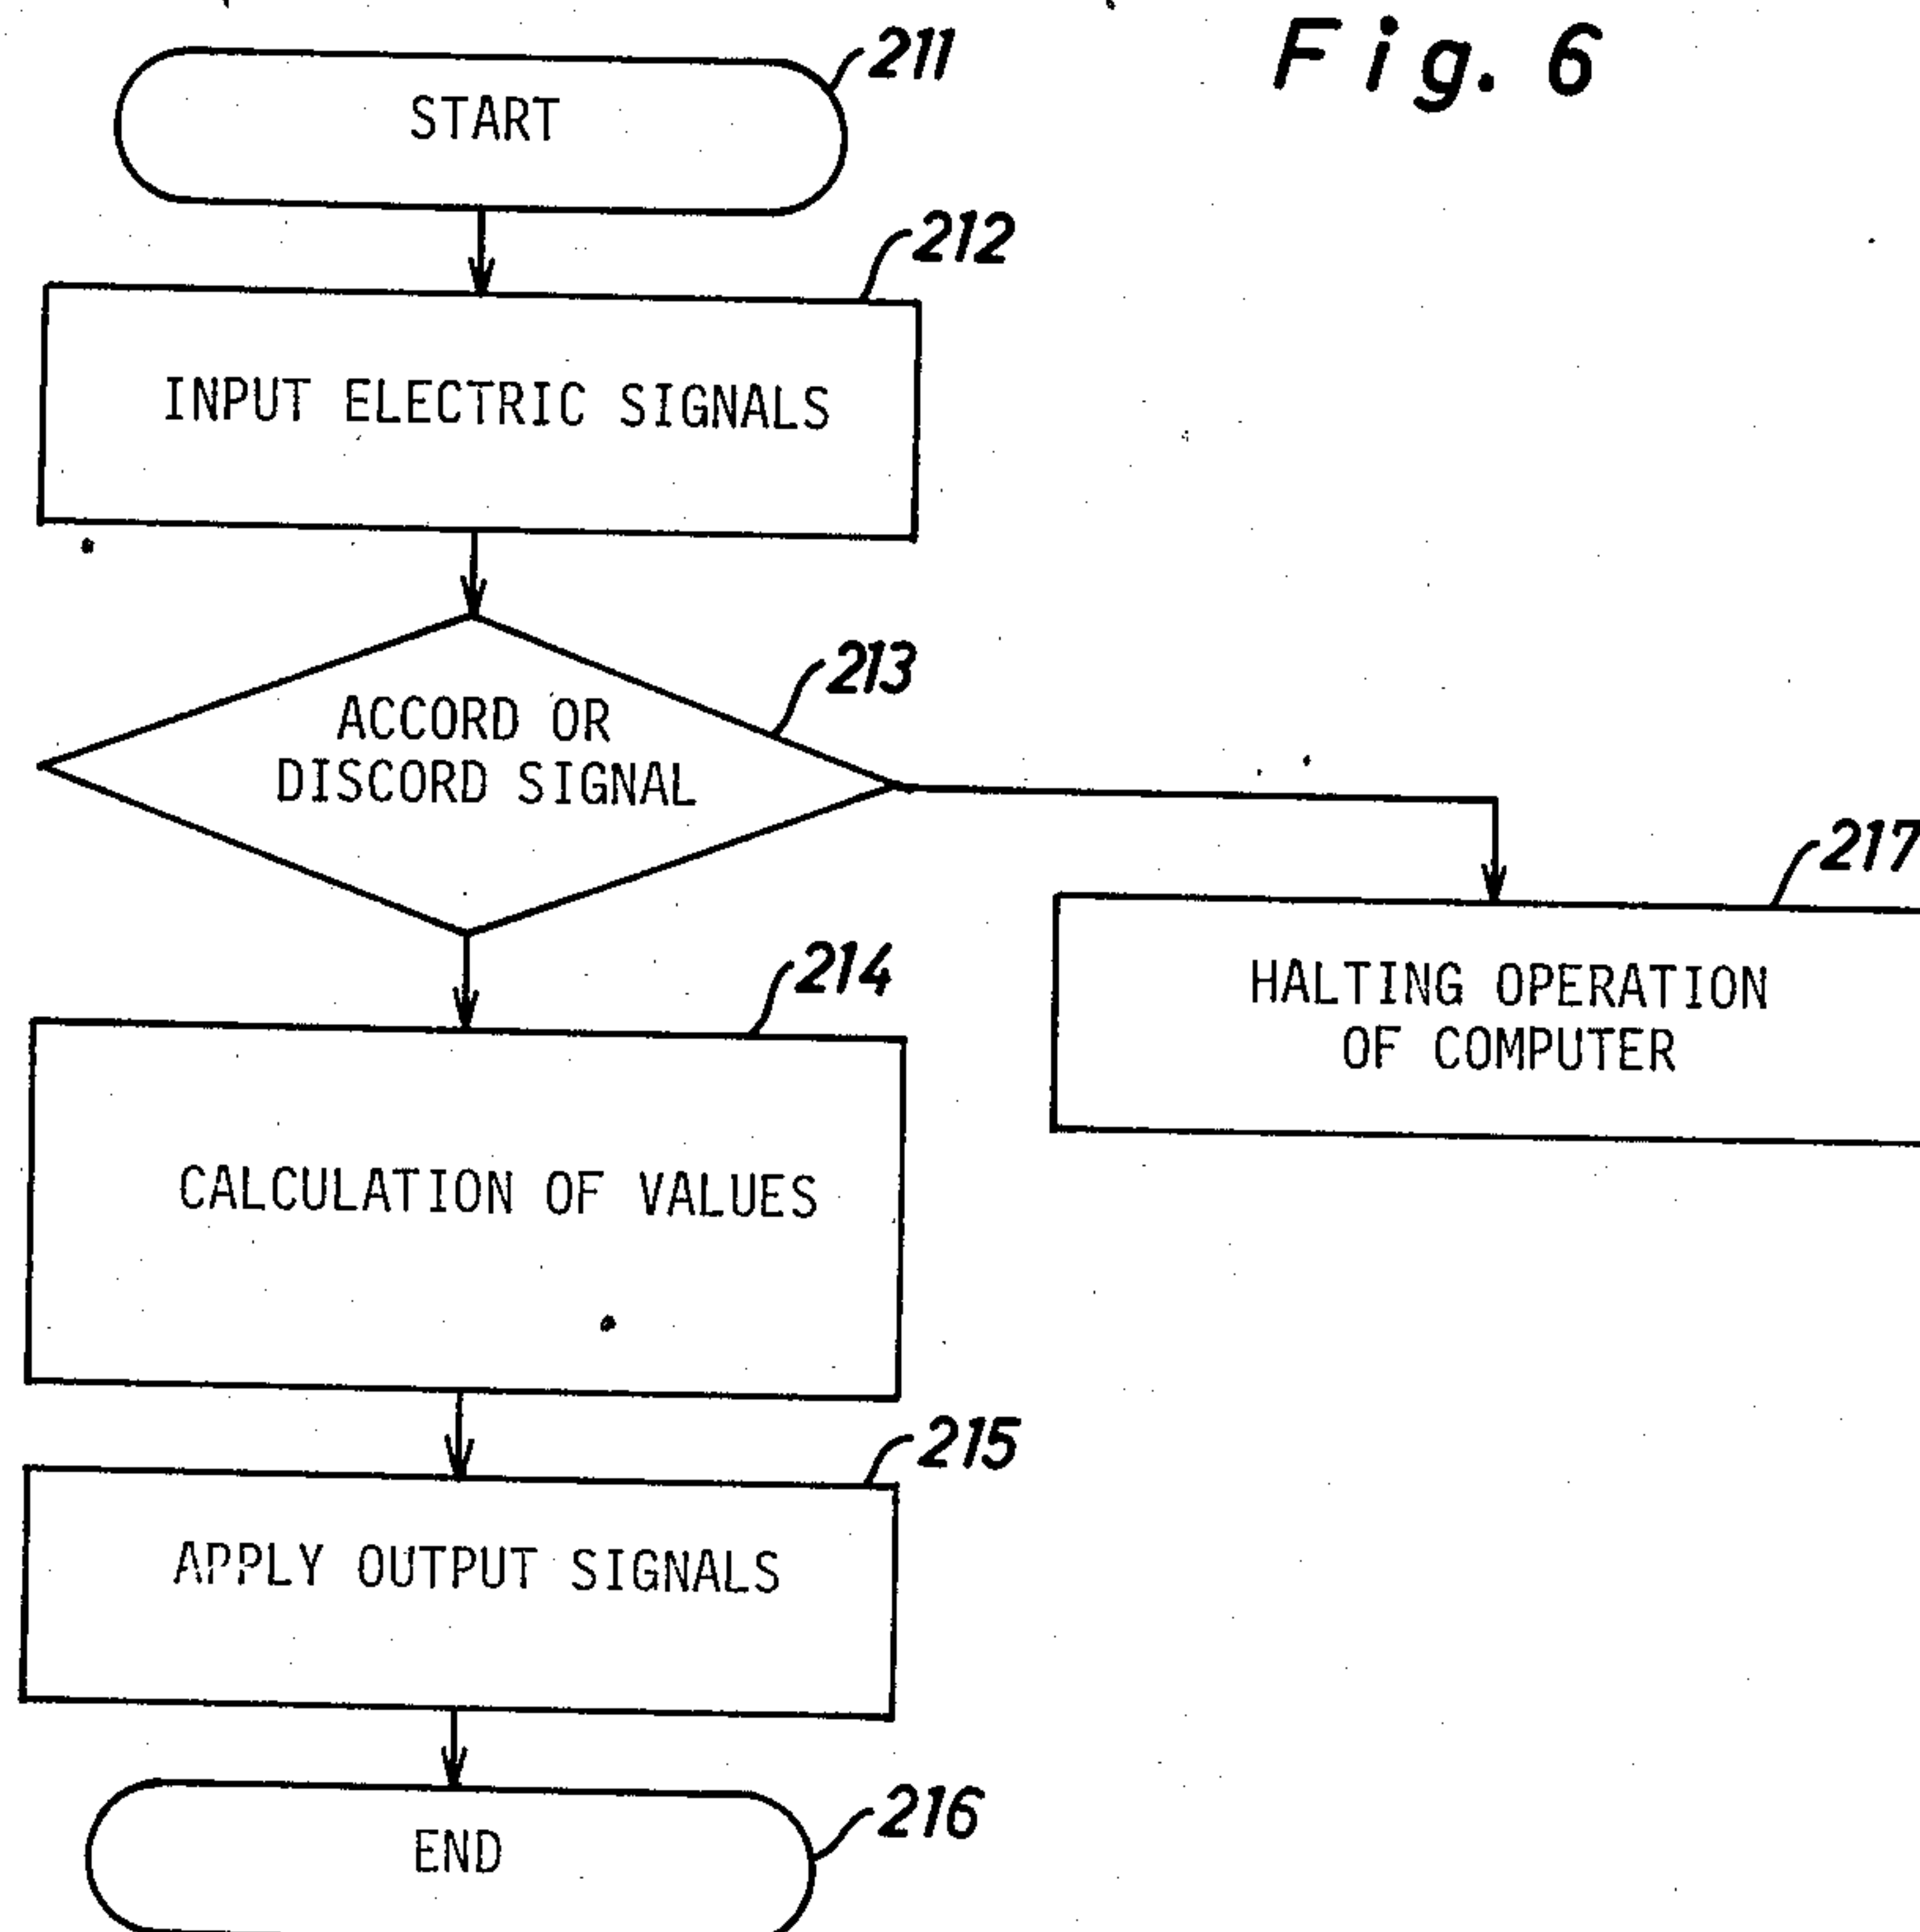 Fig. 6
211
START
212
INPUT ELECTRIC SIGNALS
213
ACCORD OR
DISCORD SIGNAL
217
HALTING OPERATION
OF COMPUTER
214
CALCULATION OF VALUES
215
APPLY OUTPUT SIGNALS
216
END